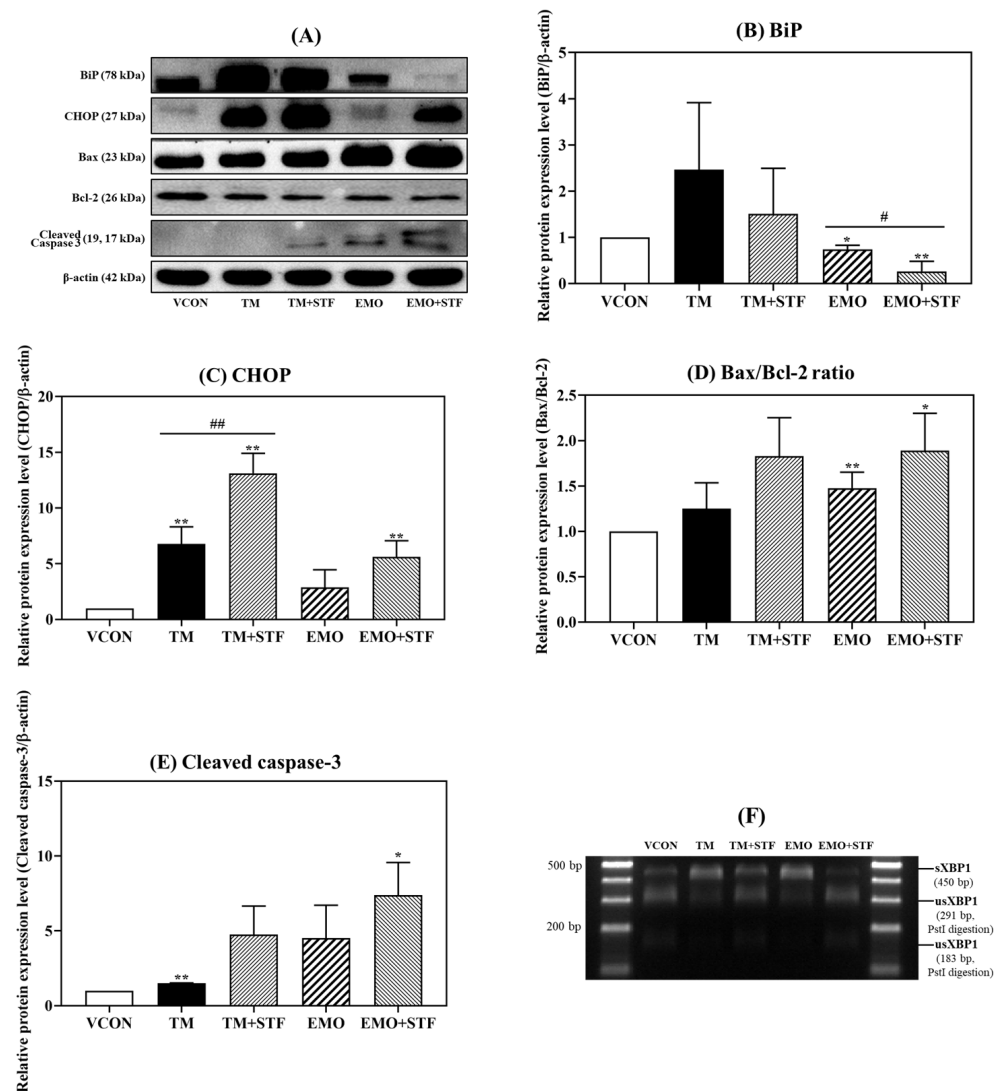 (A)
BiP (78 kDa)
CHOP (27 kDa)
Bax (23 kDa)
Bcl-2 (26 kDa)
Cleaved
Caspase 3 (19, 17 kDa)
β-actin (42 kDa)
VCON TM TM+STF EMO EMO+STF
(B) BiP
Relative protein expression level (BiP/β-actin)
5
4
3
2
1
0
#
*
**
VCON TM TM+STF EMO EMO+STF
(C) CHOP
Relative protein expression level (CHOP/β-actin)
20
15
10
5
0
##
**
**
**
VCON TM TM+STF EMO EMO+STF
(D) Bax/Bcl-2 ratio
Relative protein expression level (Bax/Bcl-2)
2.5
2.0
1.5
1.0
0.5
0.0
**
*
VCON TM TM+STF EMO EMO+STF
(E) Cleaved caspase-3
Relative protein expression level (Cleaved caspase-3/β-actin)
15
10
5
0
**
*
VCON TM TM+STF EMO EMO+STF
(F)
VCON TM TM+STF EMO EMO+STF
500 bp
200 bp
sXBP1
(450 bp)
usXBP1
(291 bp,
PstI digestion)
usXBP1
(183 bp,
PstI digestion)